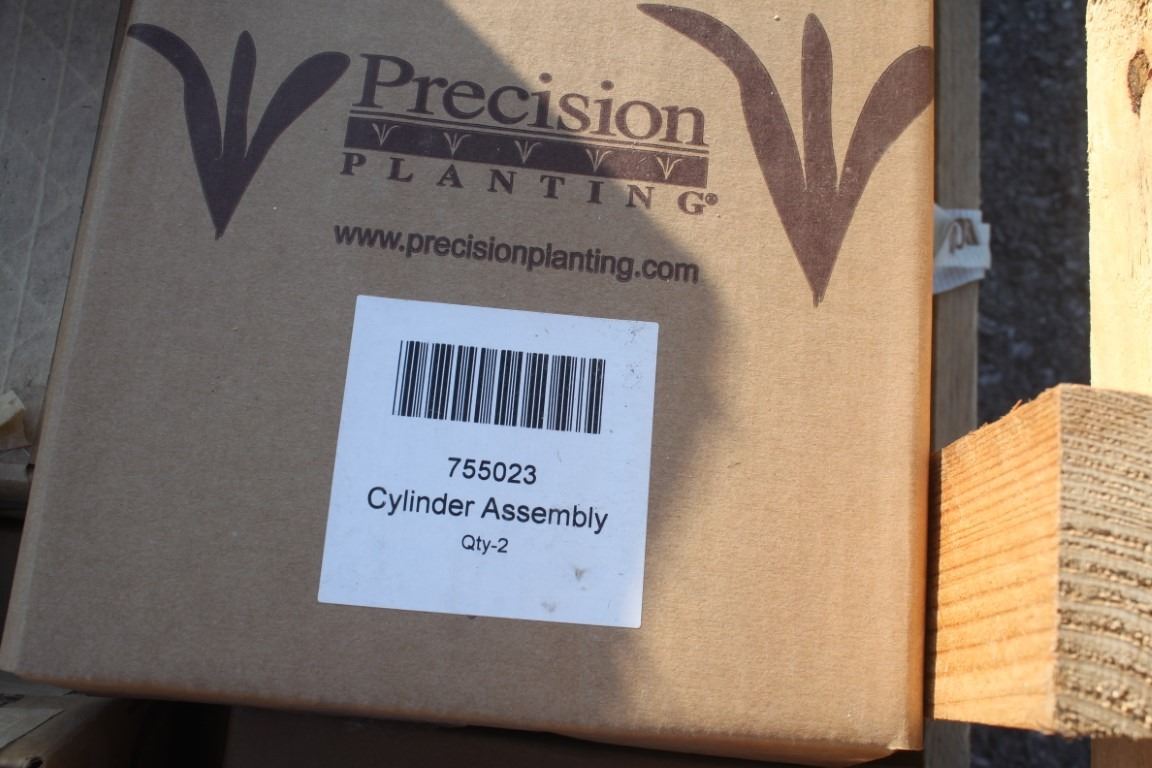 Precision
PLANTING®
www.precisionplanting.com
755023
Cylinder Assembly
Qty-2